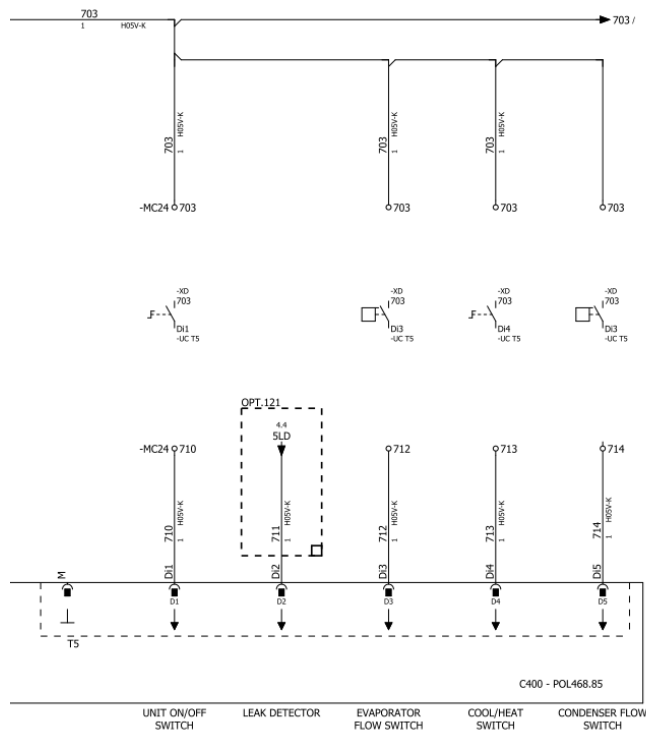 703
1 H05V-K
703 /
703
1 H05V-K
703
1 H05V-K
703
1 H05V-K
-MC24 703
703
703
703
-XD
703
Di1
-UC T5
-XD
703
Di3
-UC T5
-XD
703
Di4
-UC T5
-XD
703
Di3
-UC T5
OPT.121
4.4
5LD
-MC24 710
712
713
714
710
1 H05V-K
711
1 H05V-K
712
1 H05V-K
713
1 H05V-K
714
1 H05V-K
M
Di1
Di2
Di3
Di4
Di5
D1
D2
D3
D4
D5
T5
C400 - POL468.85
UNIT ON/OFF
SWITCH
LEAK DETECTOR
EVAPORATOR
FLOW SWITCH
COOL/HEAT
SWITCH
CONDENSER FLOW
SWITCH